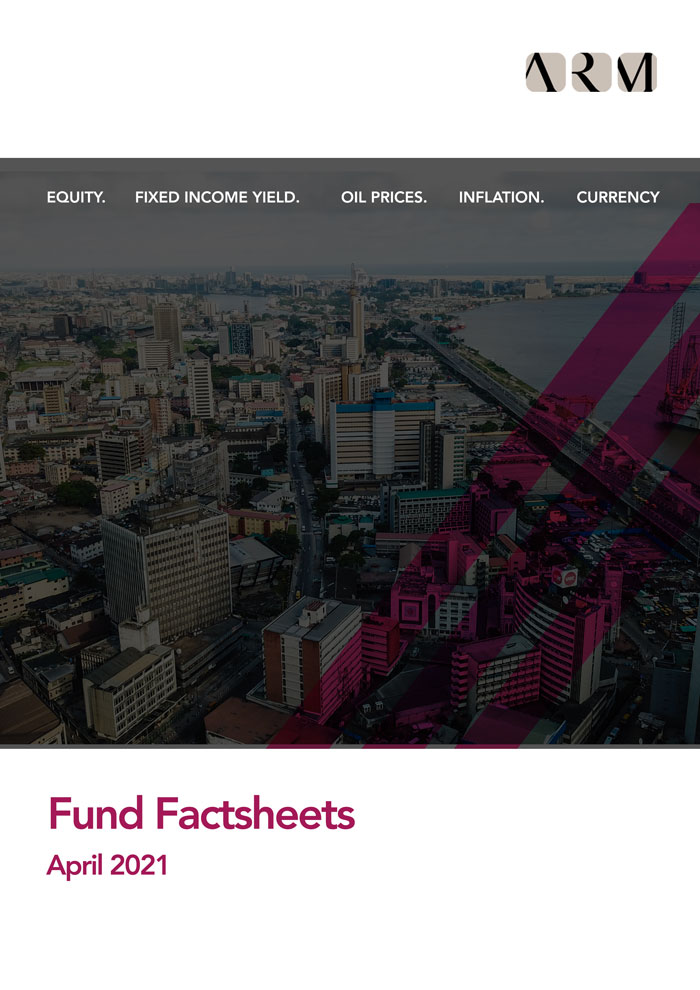 ARM
EQUITY. FIXED INCOME YIELD. OIL PRICES. INFLATION. CURRENCY
Fund Factsheets
April 2021